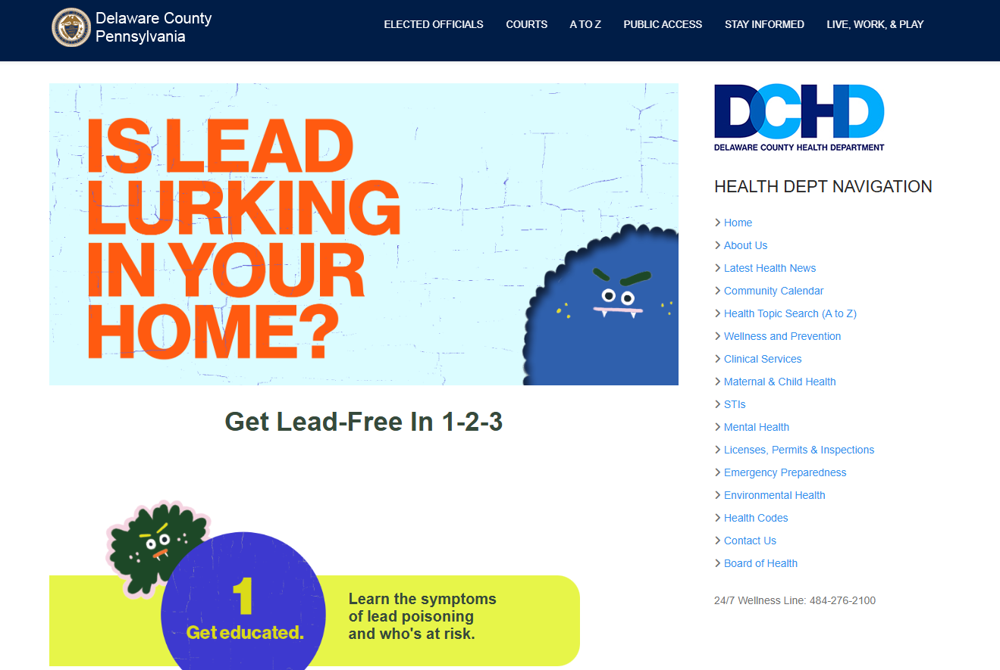 Delaware County
Pennsylvania
ELECTED OFFICIALS COURTS A TO Z PUBLIC ACCESS STAY INFORMED LIVE, WORK, & PLAY
IS LEAD
LURKING
IN YOUR
HOME?
Get Lead-Free In 1-2-3
1
Get educated.
Learn the symptoms
of lead poisoning
and who's at risk.
DCHD
DELAWARE COUNTY HEALTH DEPARTMENT
HEALTH DEPT NAVIGATION
Home
About Us
Latest Health News
Community Calendar
Health Topic Search (A to Z)
Wellness and Prevention
Clinical Services
Maternal & Child Health
STIs
Mental Health
Licenses, Permits & Inspections
Emergency Preparedness
Environmental Health
Health Codes
Contact Us
Board of Health
24/7 Wellness Line: 484-276-2100